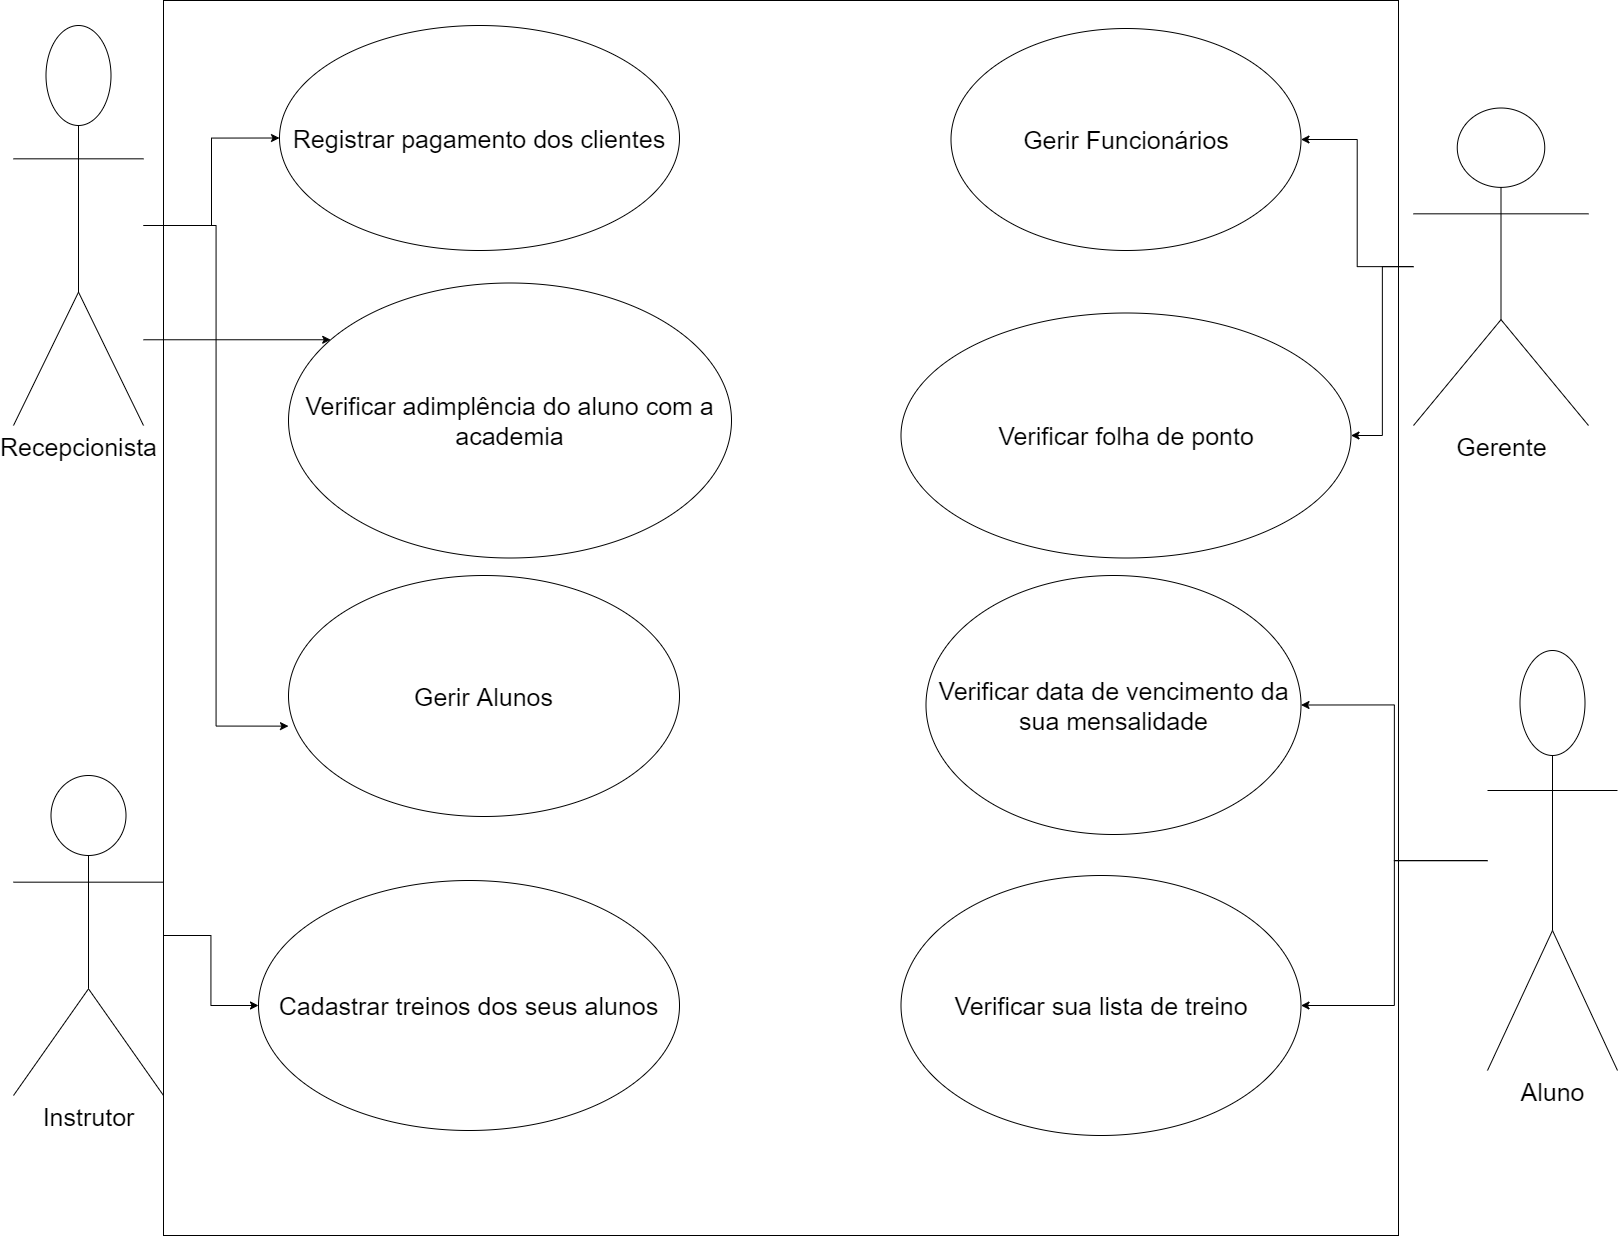 Registrar pagamento dos clientes
Gerir Funcionários
Verificar adimplência do aluno com a
academia
Recepcionista
Verificar folha de ponto
Gerente
Gerir Alunos
Verificar data de vencimento da
sua mensalidade
Cadastrar treinos dos seus alunos
Verificar sua lista de treino
Instrutor
Aluno